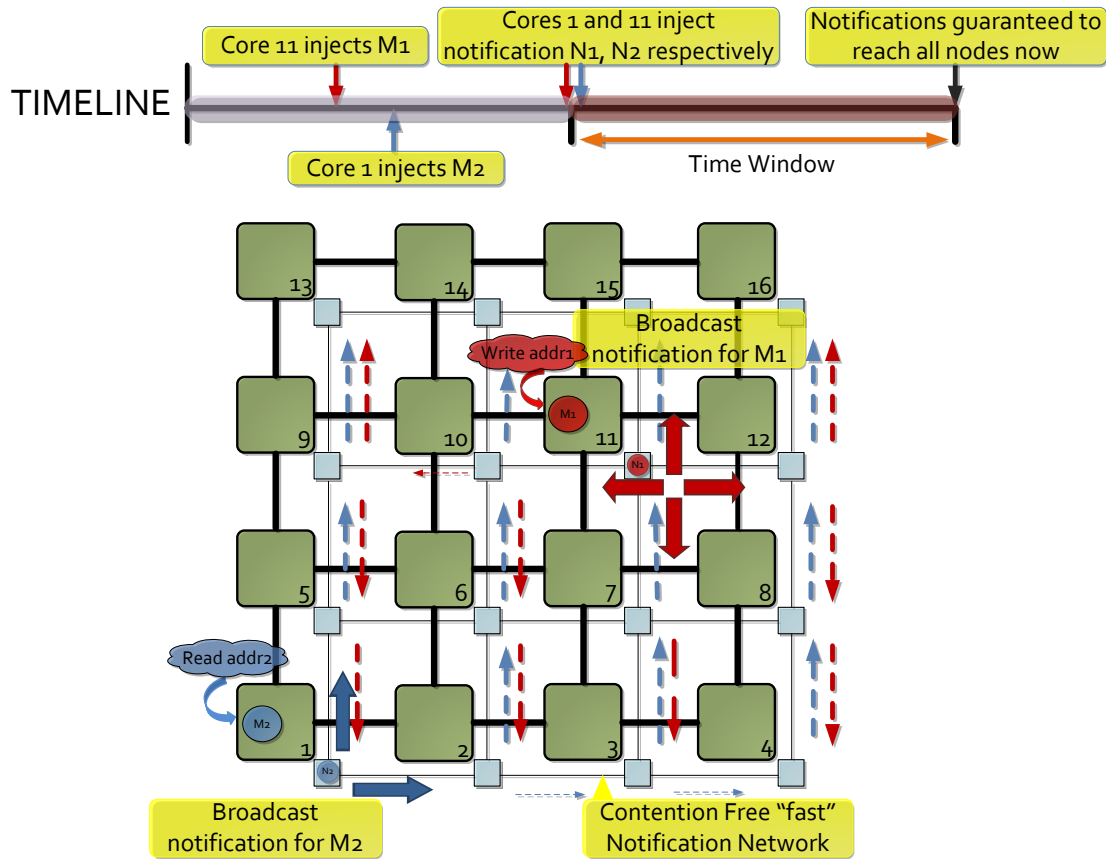 Core 11 injects M1
Cores 1 and 11 inject
notification N1, N2 respectively
Notifications guaranteed to
reach all nodes now
TIMELINE
Core 1 injects M2
Time Window
13
14
15
16
Broadcast
notification for M1
Write addr1
M1
9
10
11
12
N1
5
6
7
8
Read addr2
M2
1
2
3
4
N2
Broadcast
notification for M2
Contention Free “fast”
Notification Network